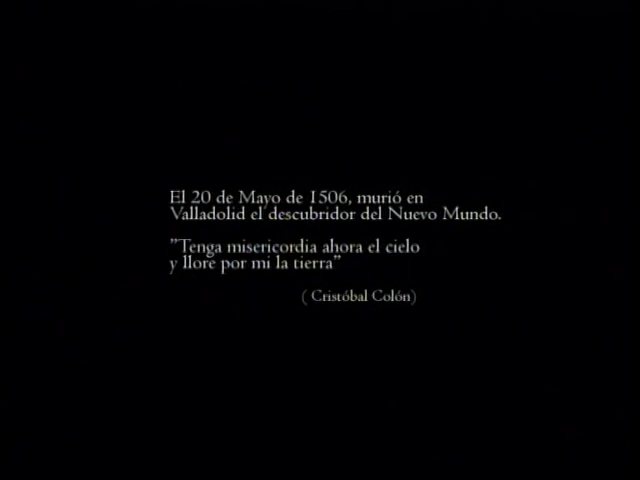 El 20 de Mayo de 1506, murió en
Valladolid el descubridor del Nuevo Mundo.
"Tenga misericordia ahora el cielo
y llore por mi la tierra"
( Cristóbal Colón)